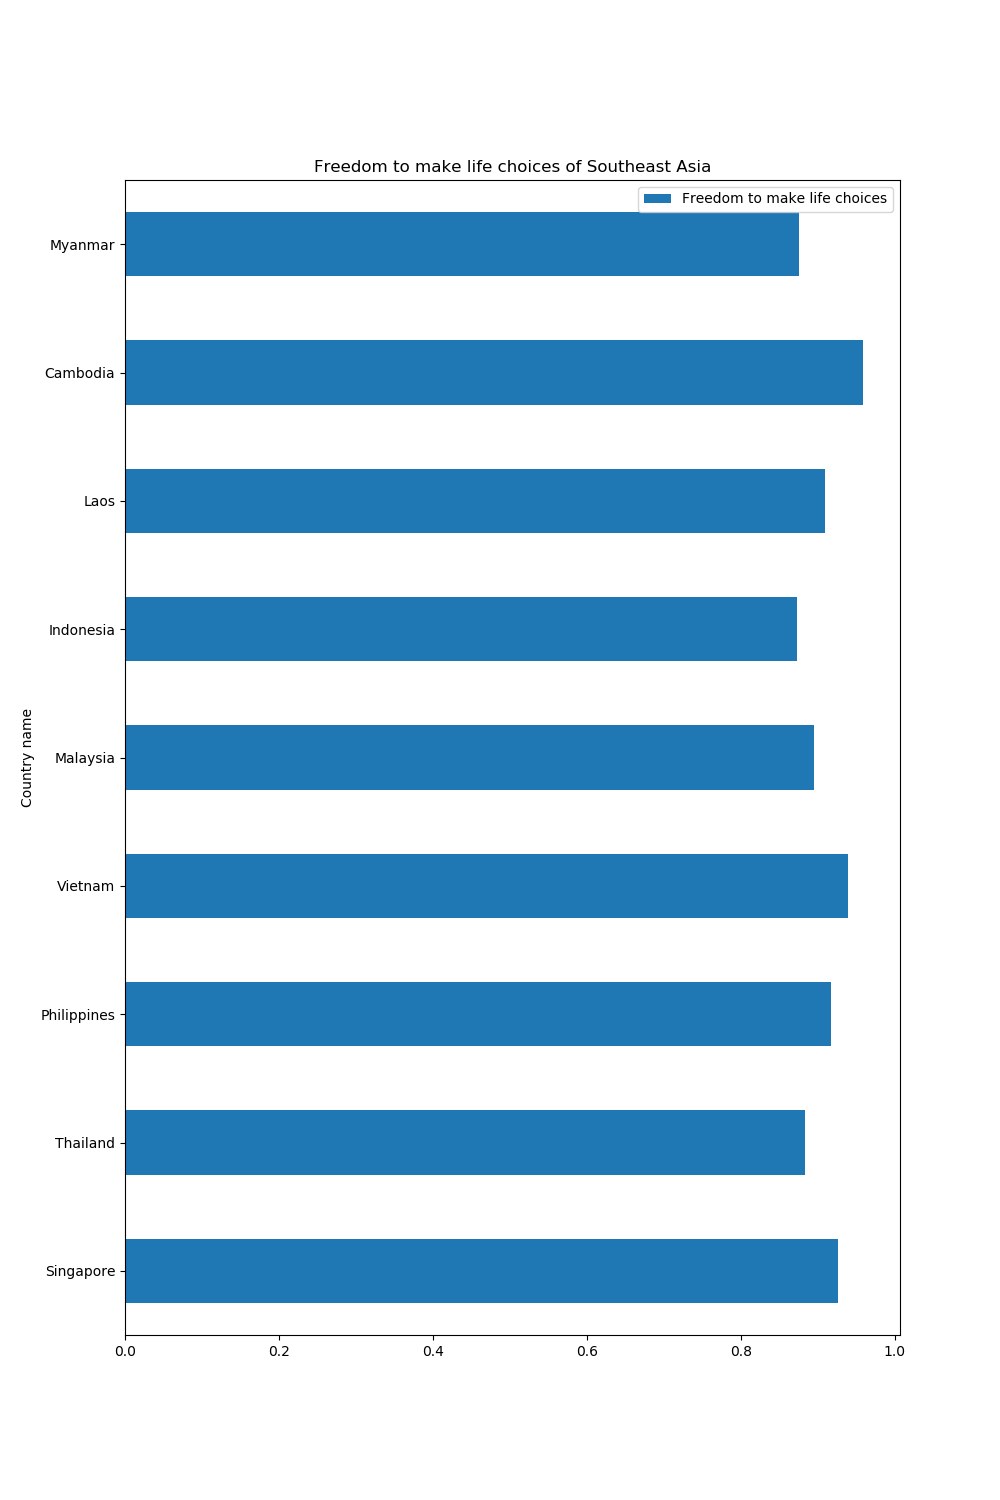 Freedom to make life choices of Southeast Asia
Freedom to make life choices
Myanmar
Cambodia
Laos
Indonesia
Malaysia
Vietnam
Philippines
Thailand
Singapore
Country name
0.0 0.2 0.4 0.6 0.8 1.0